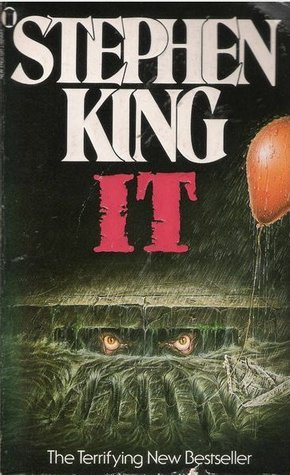 STEPHEN
KING
IT
The Terrifying New Bestseller